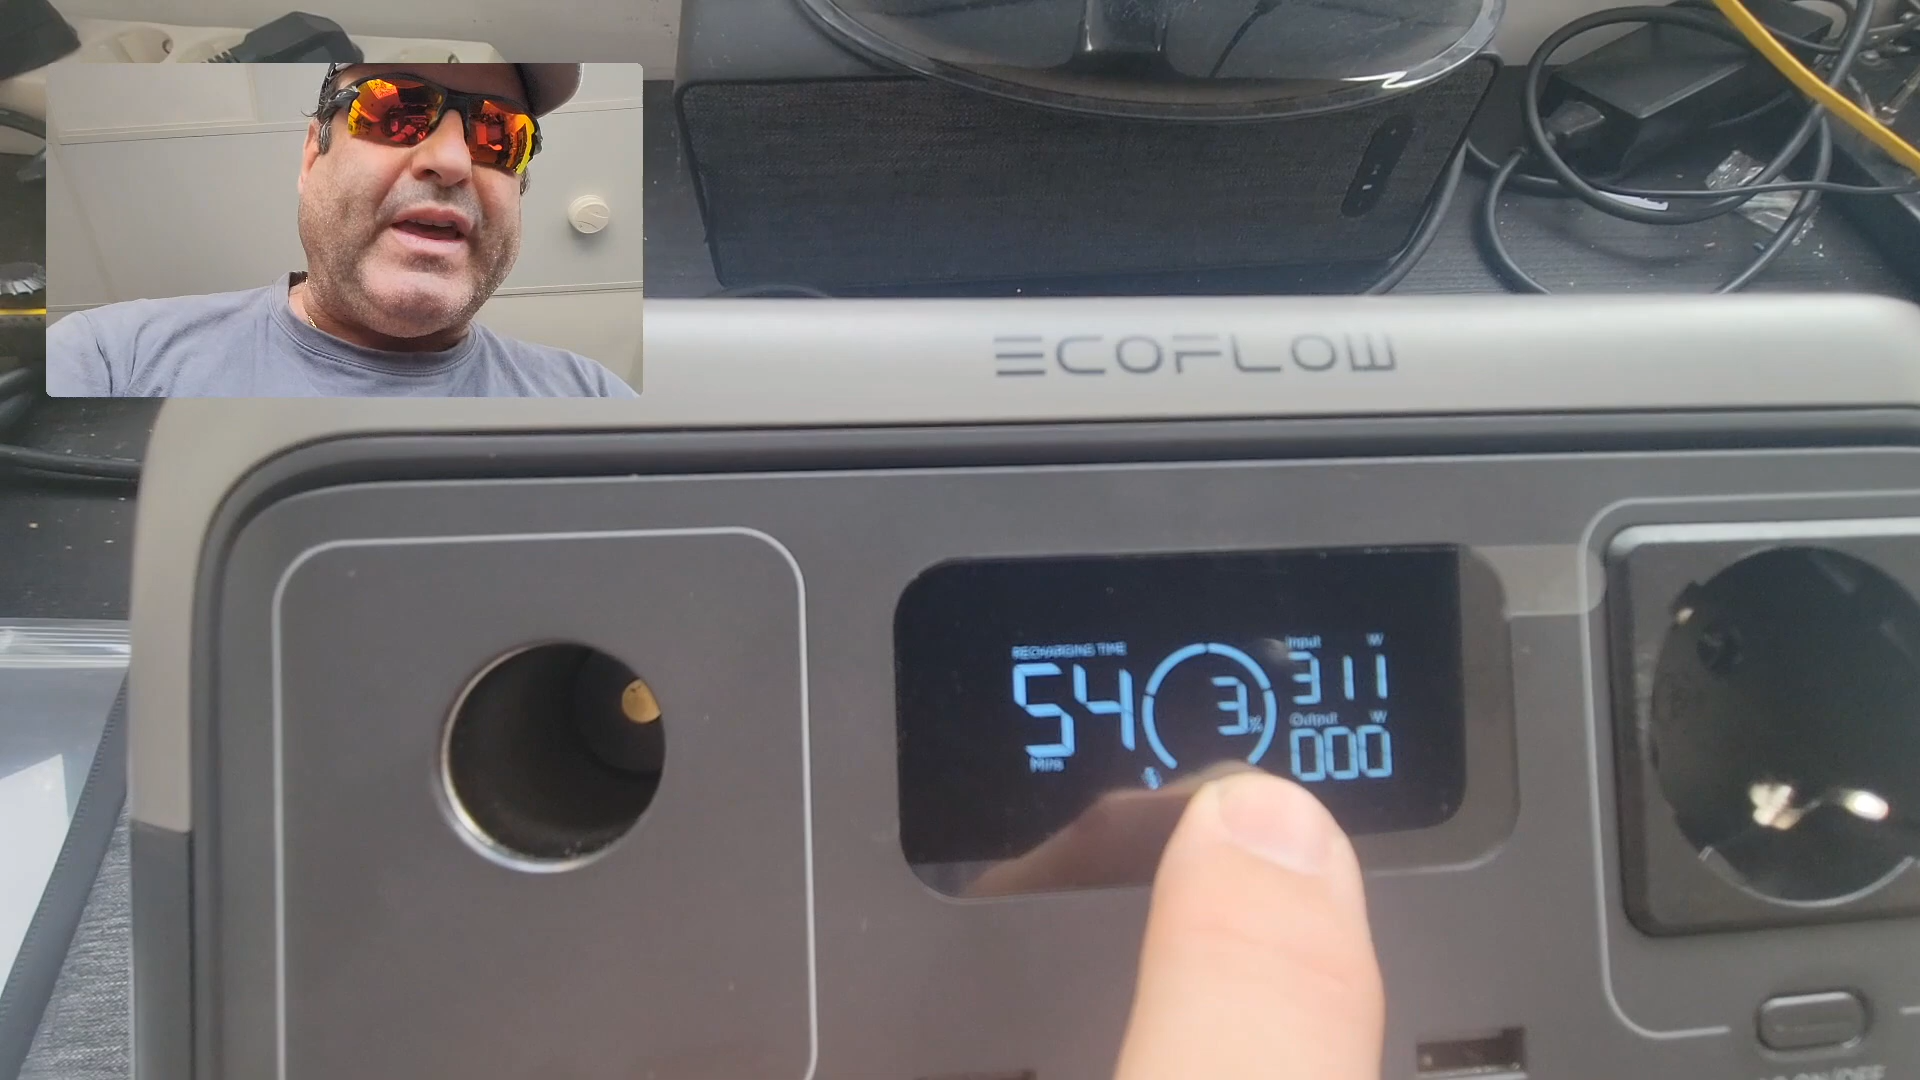 ECOFLOW
RECHARGING TIME
54
Mins
3%
Input W
311
Output W
000